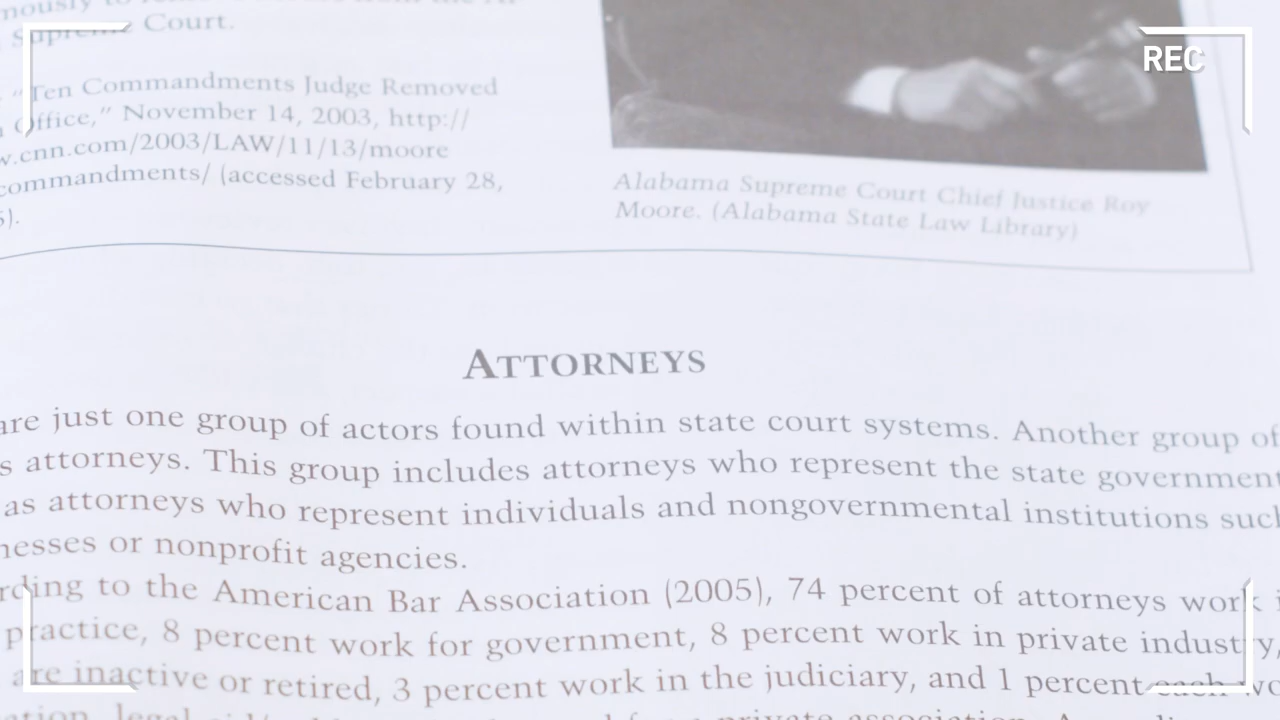 Supreme Court.
"Ten Commandments Judge Removed
Office," November 14, 2003, http://
w.cnn.com/2003/LAW/11/13/moore
commandments/ (accessed February 28,
5).
REC
Alabama Supreme Court Chief Justice Roy
Moore. (Alabama State Law Library)
ATTORNEYS
are just one group of actors found within state court systems. Another group of
s attorneys. This group includes attorneys who represent the state government
as attorneys who represent individuals and nongovernmental institutions such
nesses or nonprofit agencies.
rding to the American Bar Association (2005), 74 percent of attorneys work i
practice, 8 percent work for government, 8 percent work in private industry,
are inactive or retired, 3 percent work in the judiciary, and 1 percent each wo
private association.